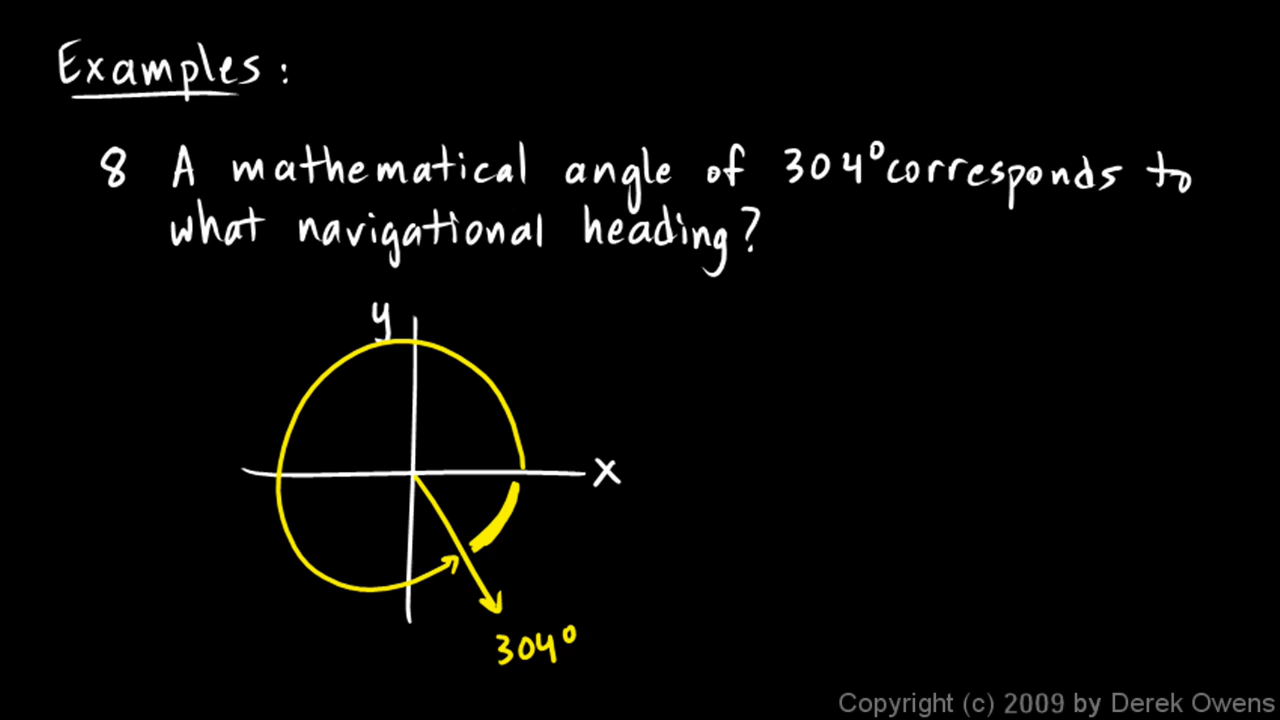 Examples:
8 A mathematical angle of 304° corresponds to
what navigational heading?
y
x
304°
Copyright (c) 2009 by Derek Owens